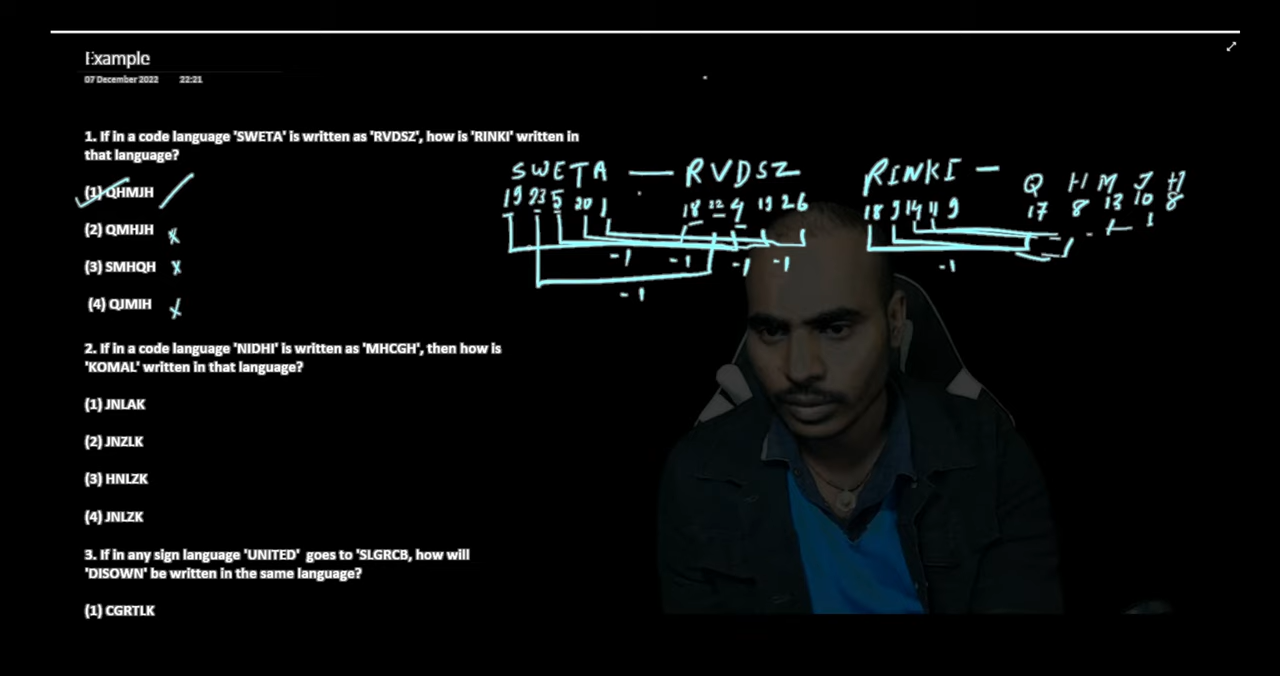 Example
07 December 2022 22:21
1. If in a code language 'SWETA' is written as 'RVDSZ', how is 'RINKI' written in
that language?
(1) QHMJH
(2) QMHJH x
(3) SMHQH x
(4) QJMIH x
SWETA — RVDSZ
19 23 5 20 1 18 22 4 19 26
-1 -1 -1 -1
-1
RINKI — Q H M J H
18 9 14 11 9 17 8 13 10 8
-1
2. If in a code language 'NIDHI' is written as 'MHCGH', then how is
'KOMAL' written in that language?
(1) JNLAK
(2) JNZLK
(3) HNLZK
(4) JNLZK
3. If in any sign language 'UNITED' goes to 'SLGRCB, how will
'DISOWN' be written in the same language?
(1) CGRTLK